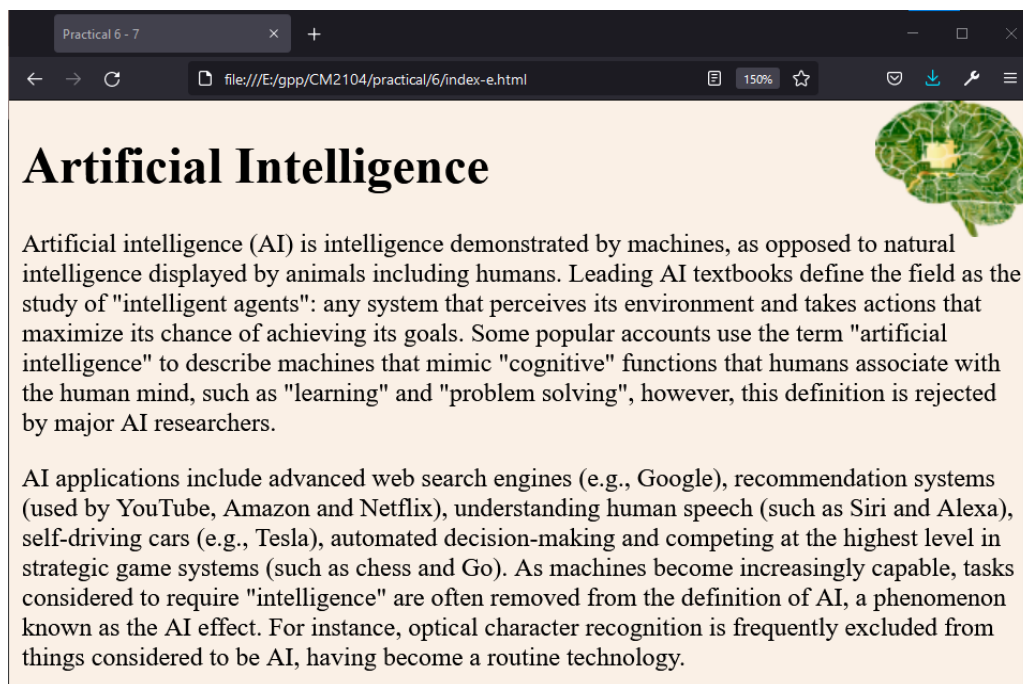 Practical 6 - 7
file:///E:/gpp/CM2104/practical/6/index-e.html
150%
Artificial Intelligence
Artificial intelligence (AI) is intelligence demonstrated by machines, as opposed to natural
intelligence displayed by animals including humans. Leading AI textbooks define the field as the
study of "intelligent agents": any system that perceives its environment and takes actions that
maximize its chance of achieving its goals. Some popular accounts use the term "artificial
intelligence" to describe machines that mimic "cognitive" functions that humans associate with
the human mind, such as "learning" and "problem solving", however, this definition is rejected
by major AI researchers.
AI applications include advanced web search engines (e.g., Google), recommendation systems
(used by YouTube, Amazon and Netflix), understanding human speech (such as Siri and Alexa),
self-driving cars (e.g., Tesla), automated decision-making and competing at the highest level in
strategic game systems (such as chess and Go). As machines become increasingly capable, tasks
considered to require "intelligence" are often removed from the definition of AI, a phenomenon
known as the AI effect. For instance, optical character recognition is frequently excluded from
things considered to be AI, having become a routine technology.